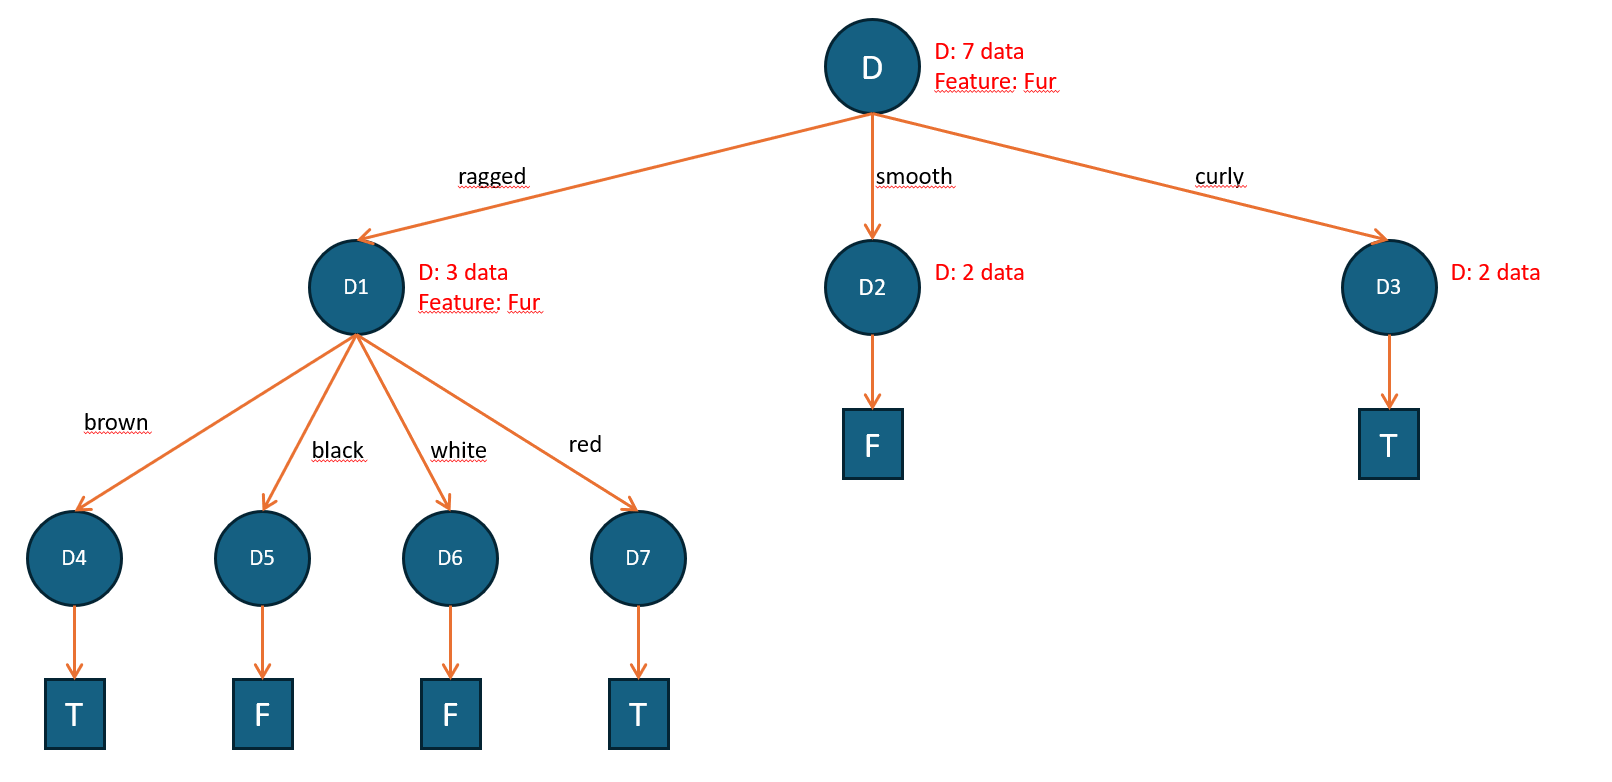 D
D: 7 data
Feature: Fur
ragged
smooth
curly
D1
D: 3 data
Feature: Fur
D2
D: 2 data
D3
D: 2 data
brown
black
white
red
F
T
D4
D5
D6
D7
T
F
F
T